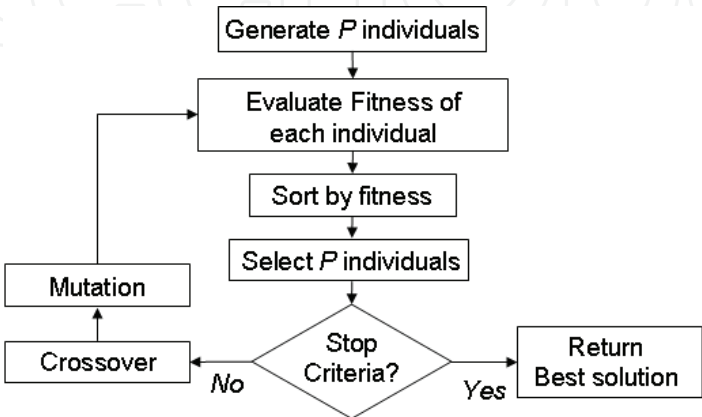 Generate P individuals
Evaluate Fitness of
each individual
Sort by fitness
Select P individuals
Stop
Criteria?
No
Yes
Crossover
Mutation
Return
Best solution